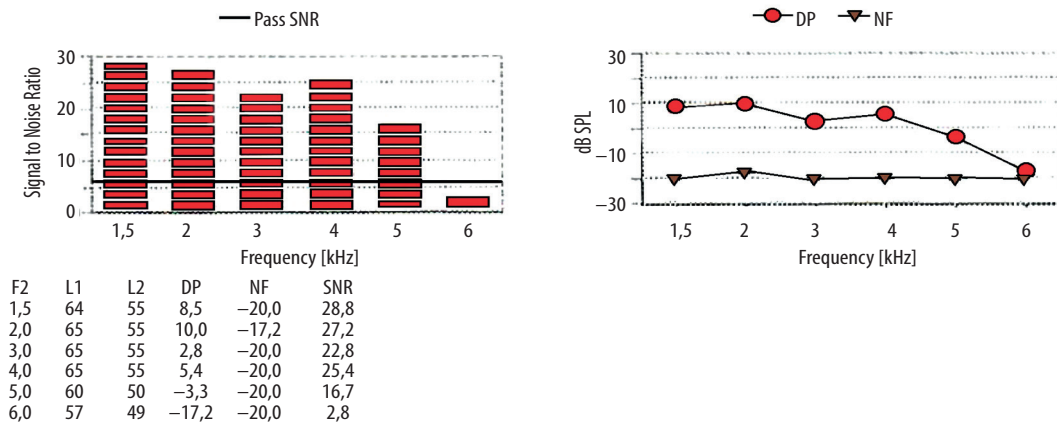 Pass SNR
Signal to Noise Ratio
30
20
10
0
1,5 2 3 4 5 6
Frequency [kHz]
DP NF
dB SPL
30
10
−10
−30
1,5 2 3 4 5 6
Frequency [kHz]
F2 L1 L2 DP NF SNR
1,5 64 55 8,5 −20,0 28,8
2,0 65 55 10,0 −17,2 27,2
3,0 65 55 2,8 −20,0 22,8
4,0 65 55 5,4 −20,0 25,4
5,0 60 50 −3,3 −20,0 16,7
6,0 57 49 −17,2 −20,0 2,8